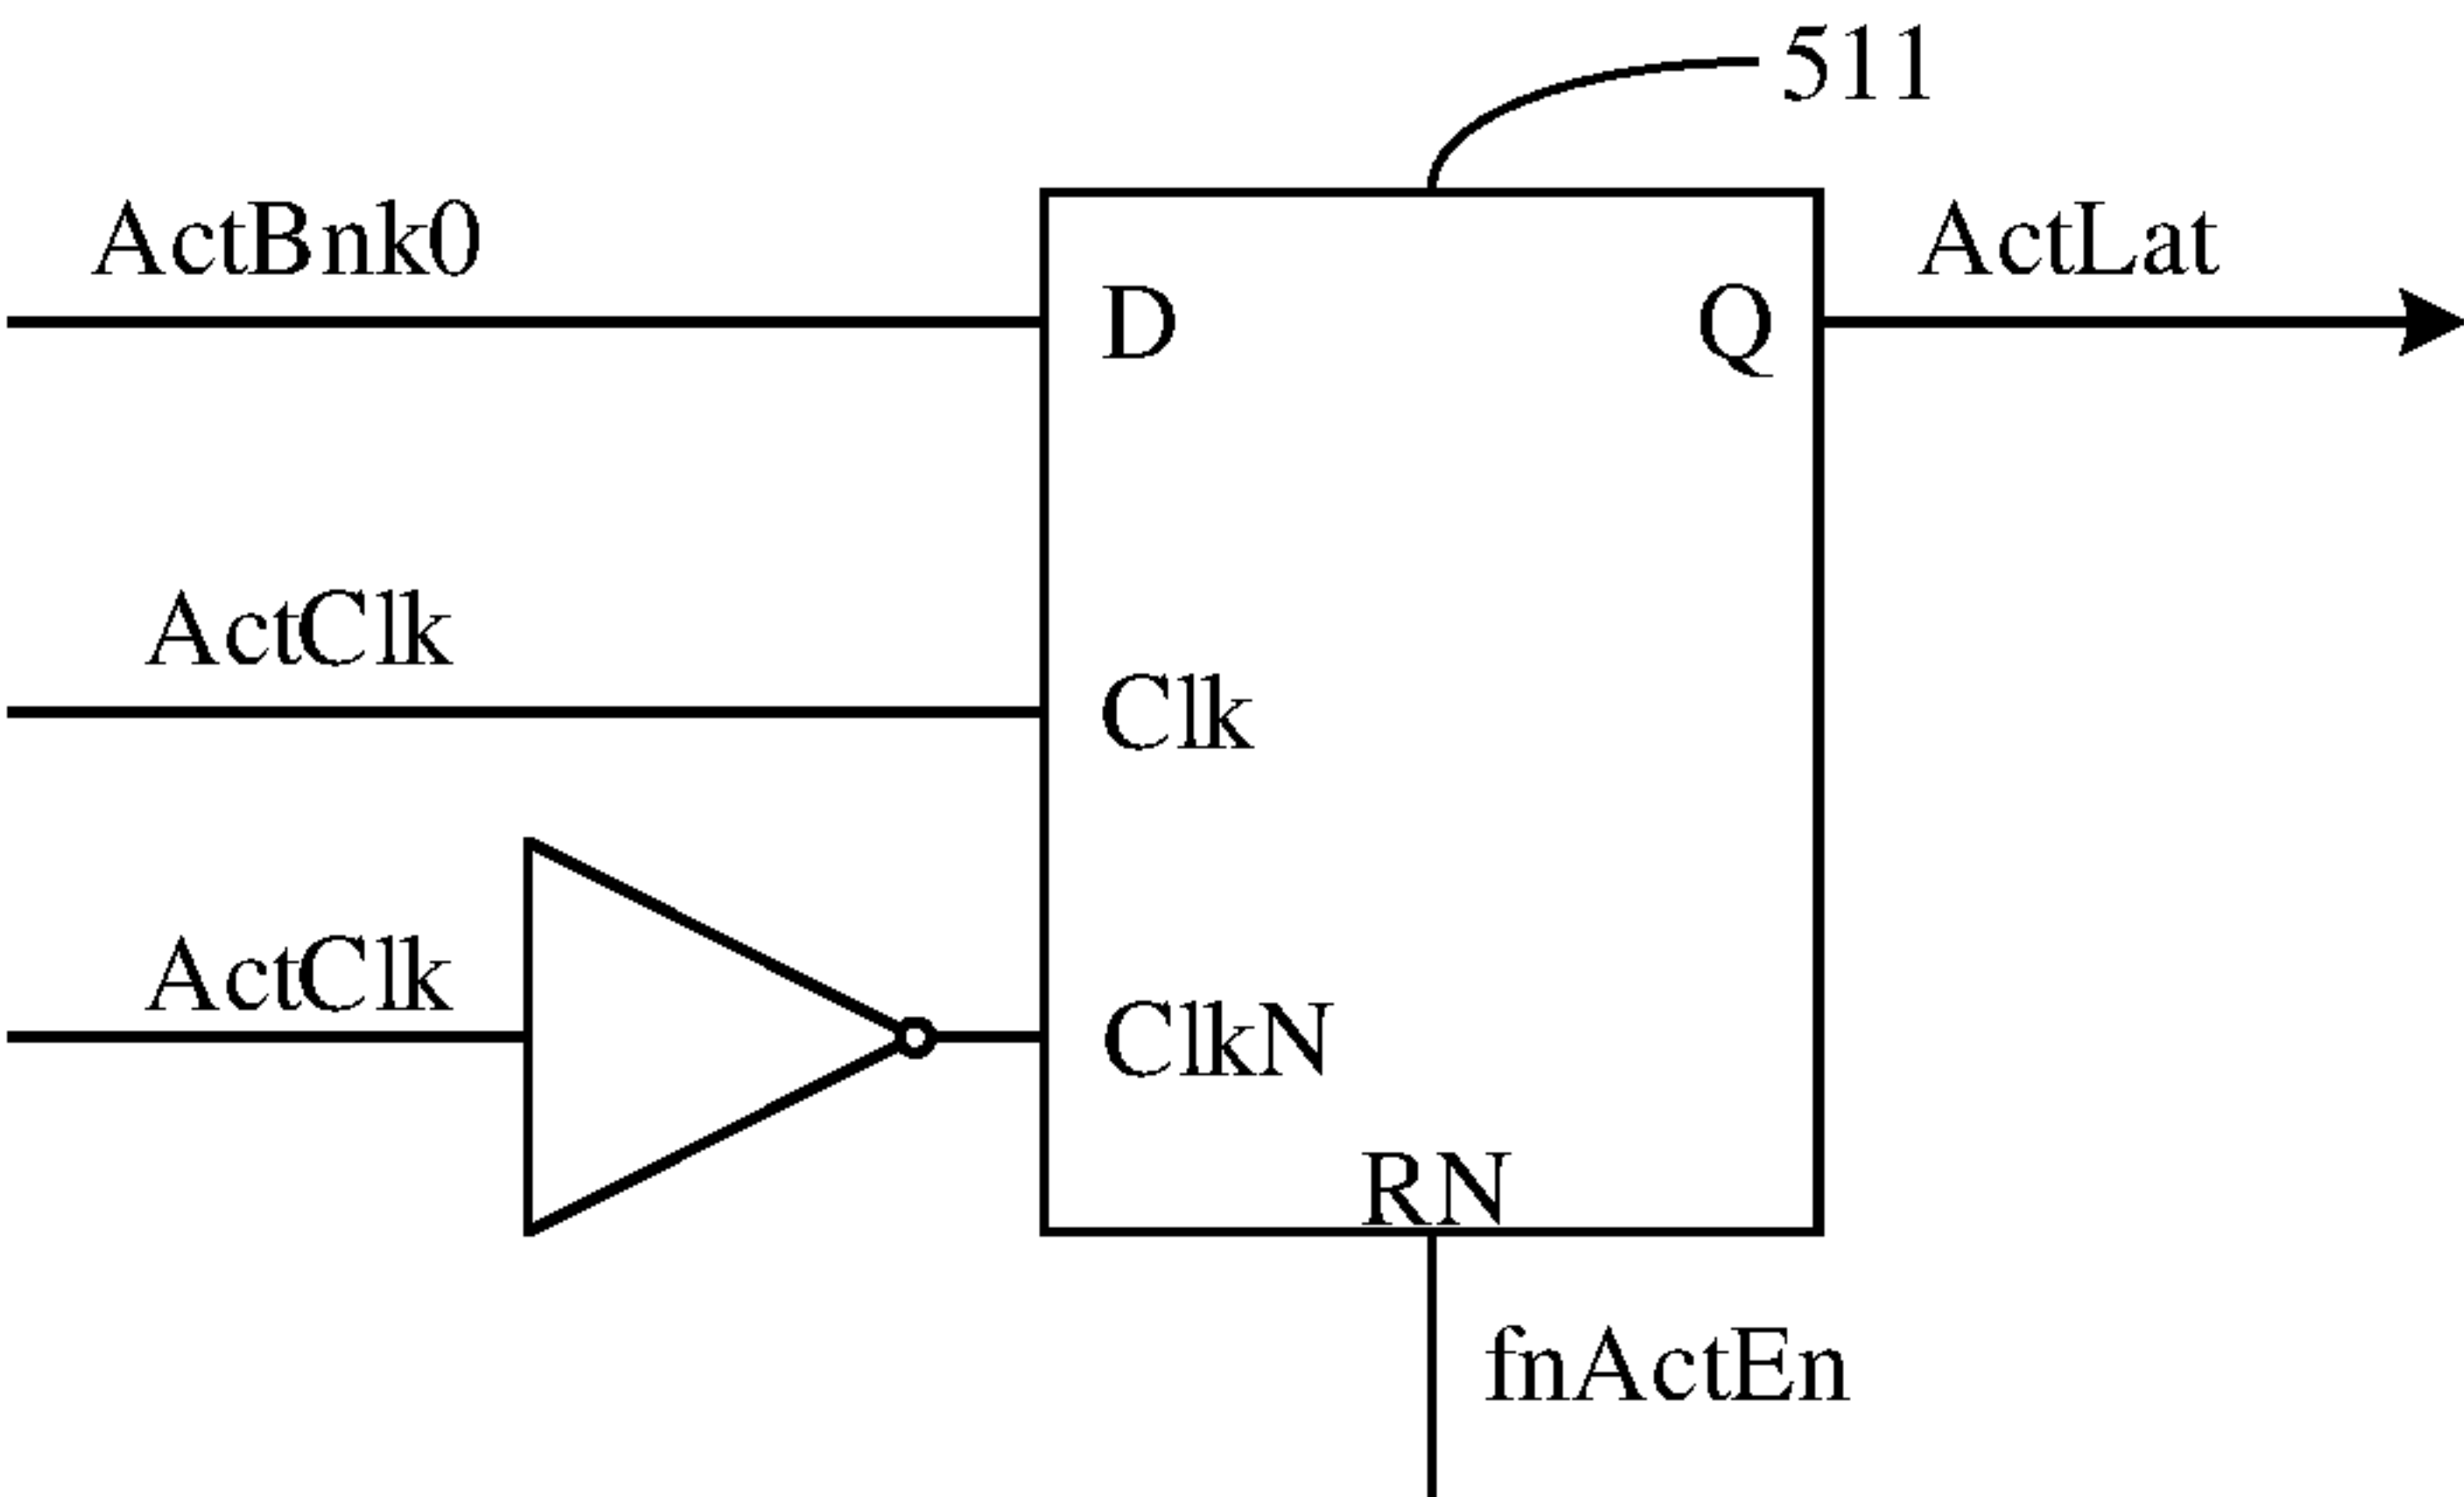 511
ActBnk0
ActLat
D
Q
ActClk
Clk
ActClk
ClkN
RN
fnActEn